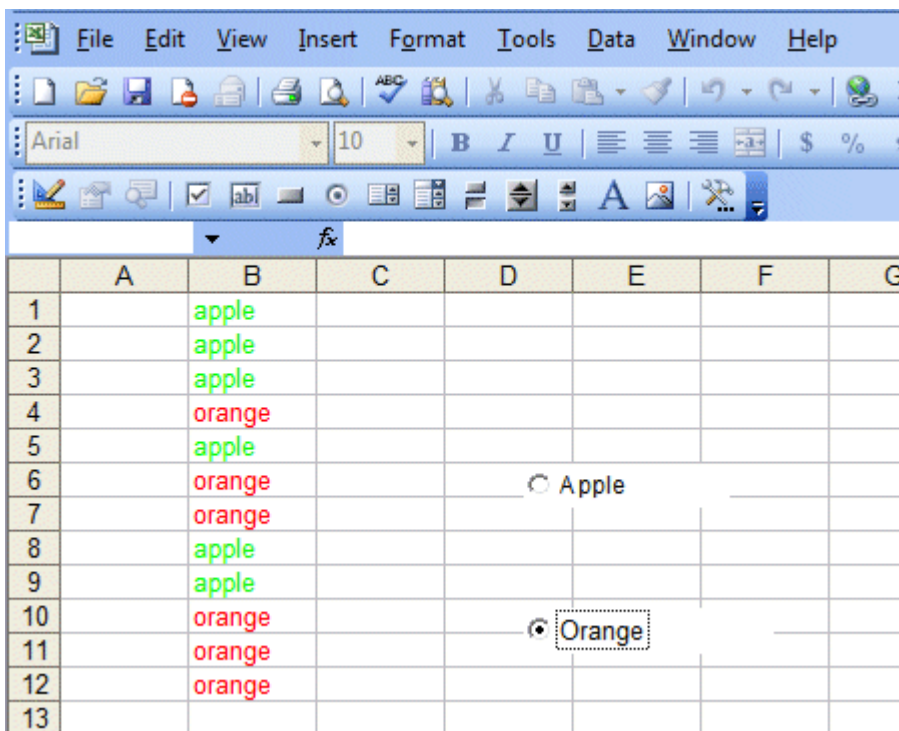 File Edit View Insert Format Tools Data Window Help
ABC
Arial 10 B I U $ %
abl A
fx
A B C D E F G
1 apple
2 apple
3 apple
4 orange
5 apple
6 orange Apple
7 orange
8 apple
9 apple
10 orange Orange
11 orange
12 orange
13